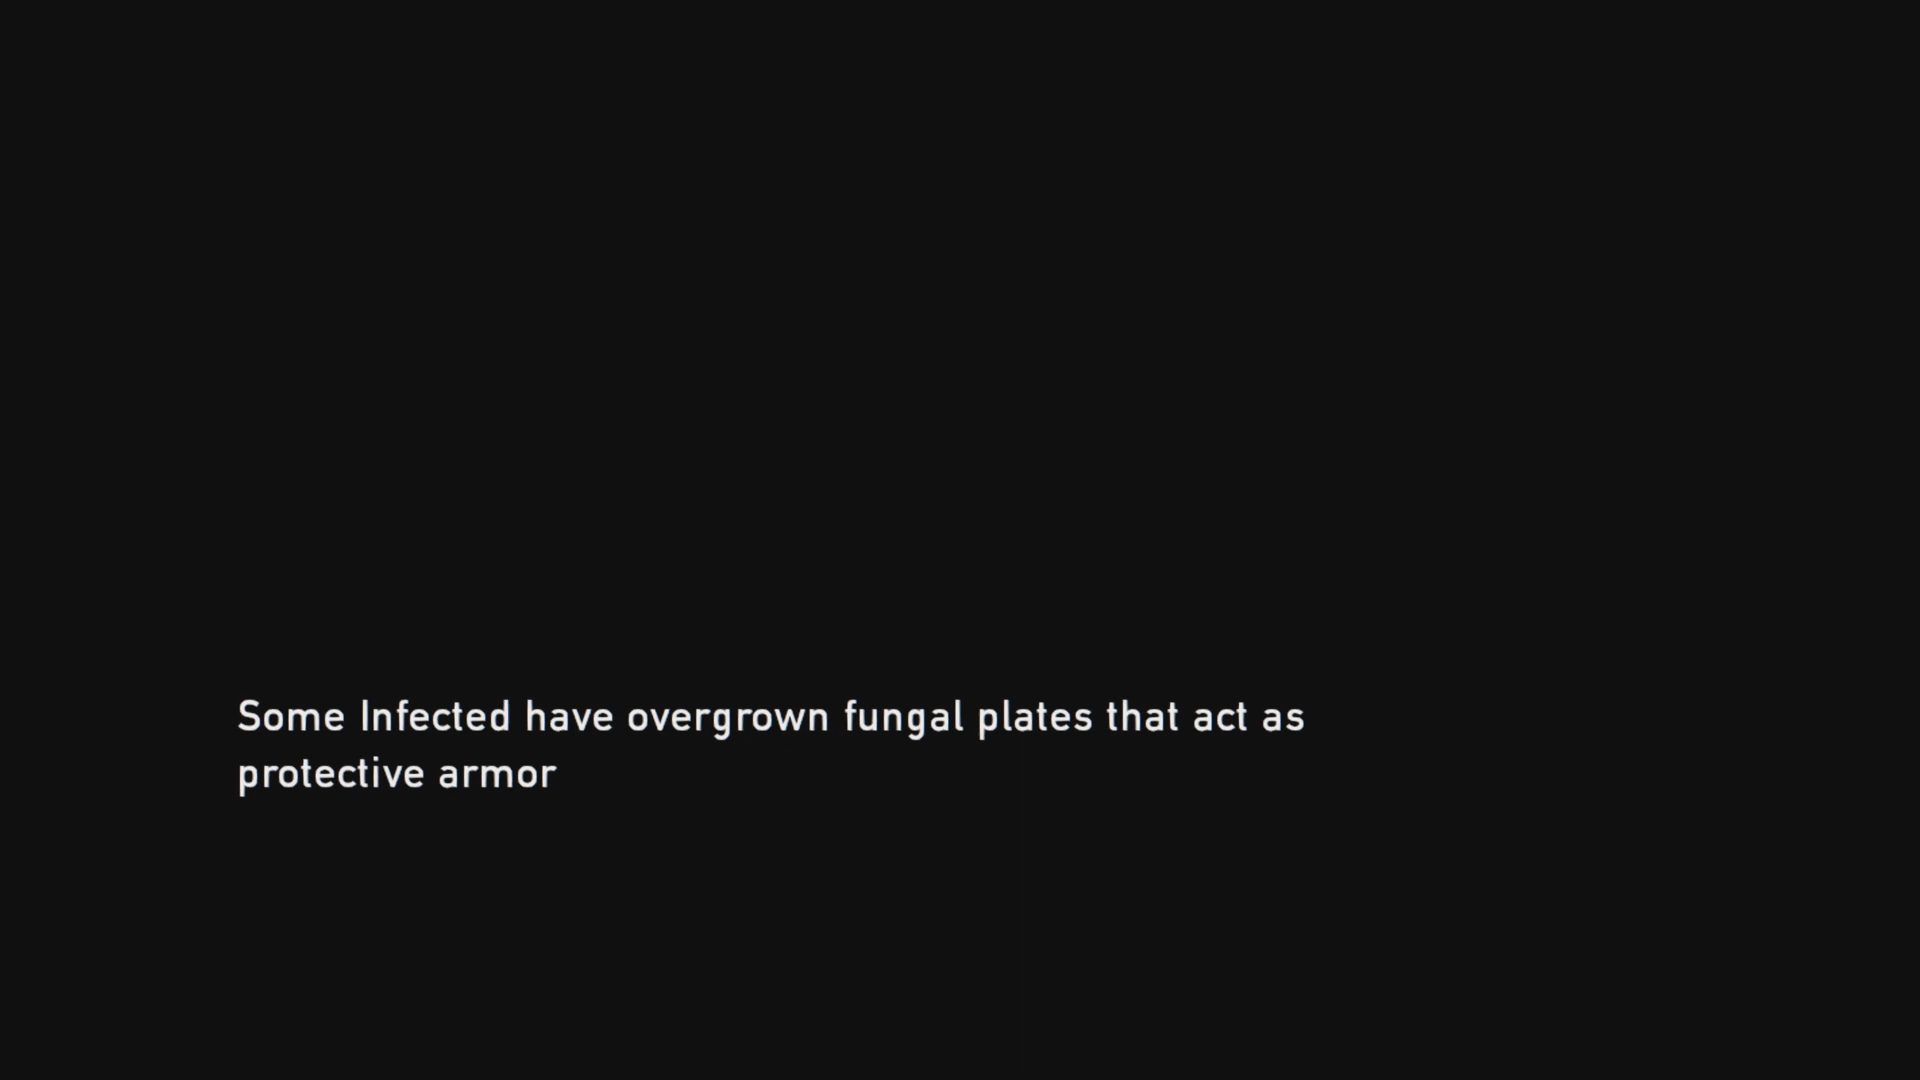 Some Infected have overgrown fungal plates that act as
protective armor